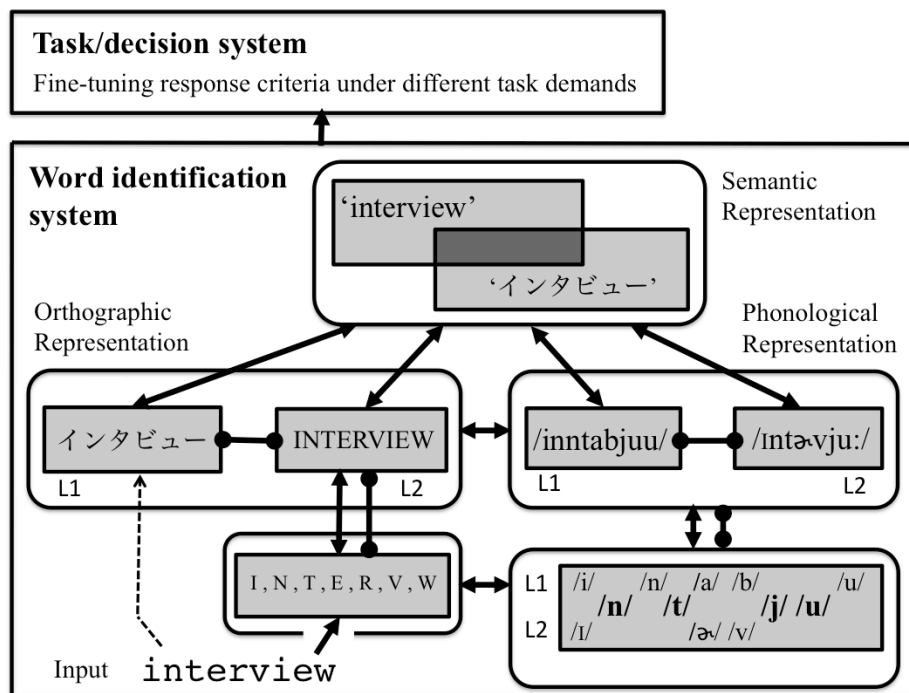 Task/decision system
Fine-tuning response criteria under different task demands
Word identification
system
‘interview’
‘インタビュー’
Semantic
Representation
Orthographic
Representation
Phonological
Representation
インタビュー
INTERVIEW
L1
L2
/inntabjuu/
/ɪntɚvju:/
L1
L2
I , N , T , E , R , V , W
L1 /i/ /n/ /a/ /b/ /u/
/n/ /t/ /j/ /u/
L2 /ɪ/ /ɚ/ /v/
Input interview